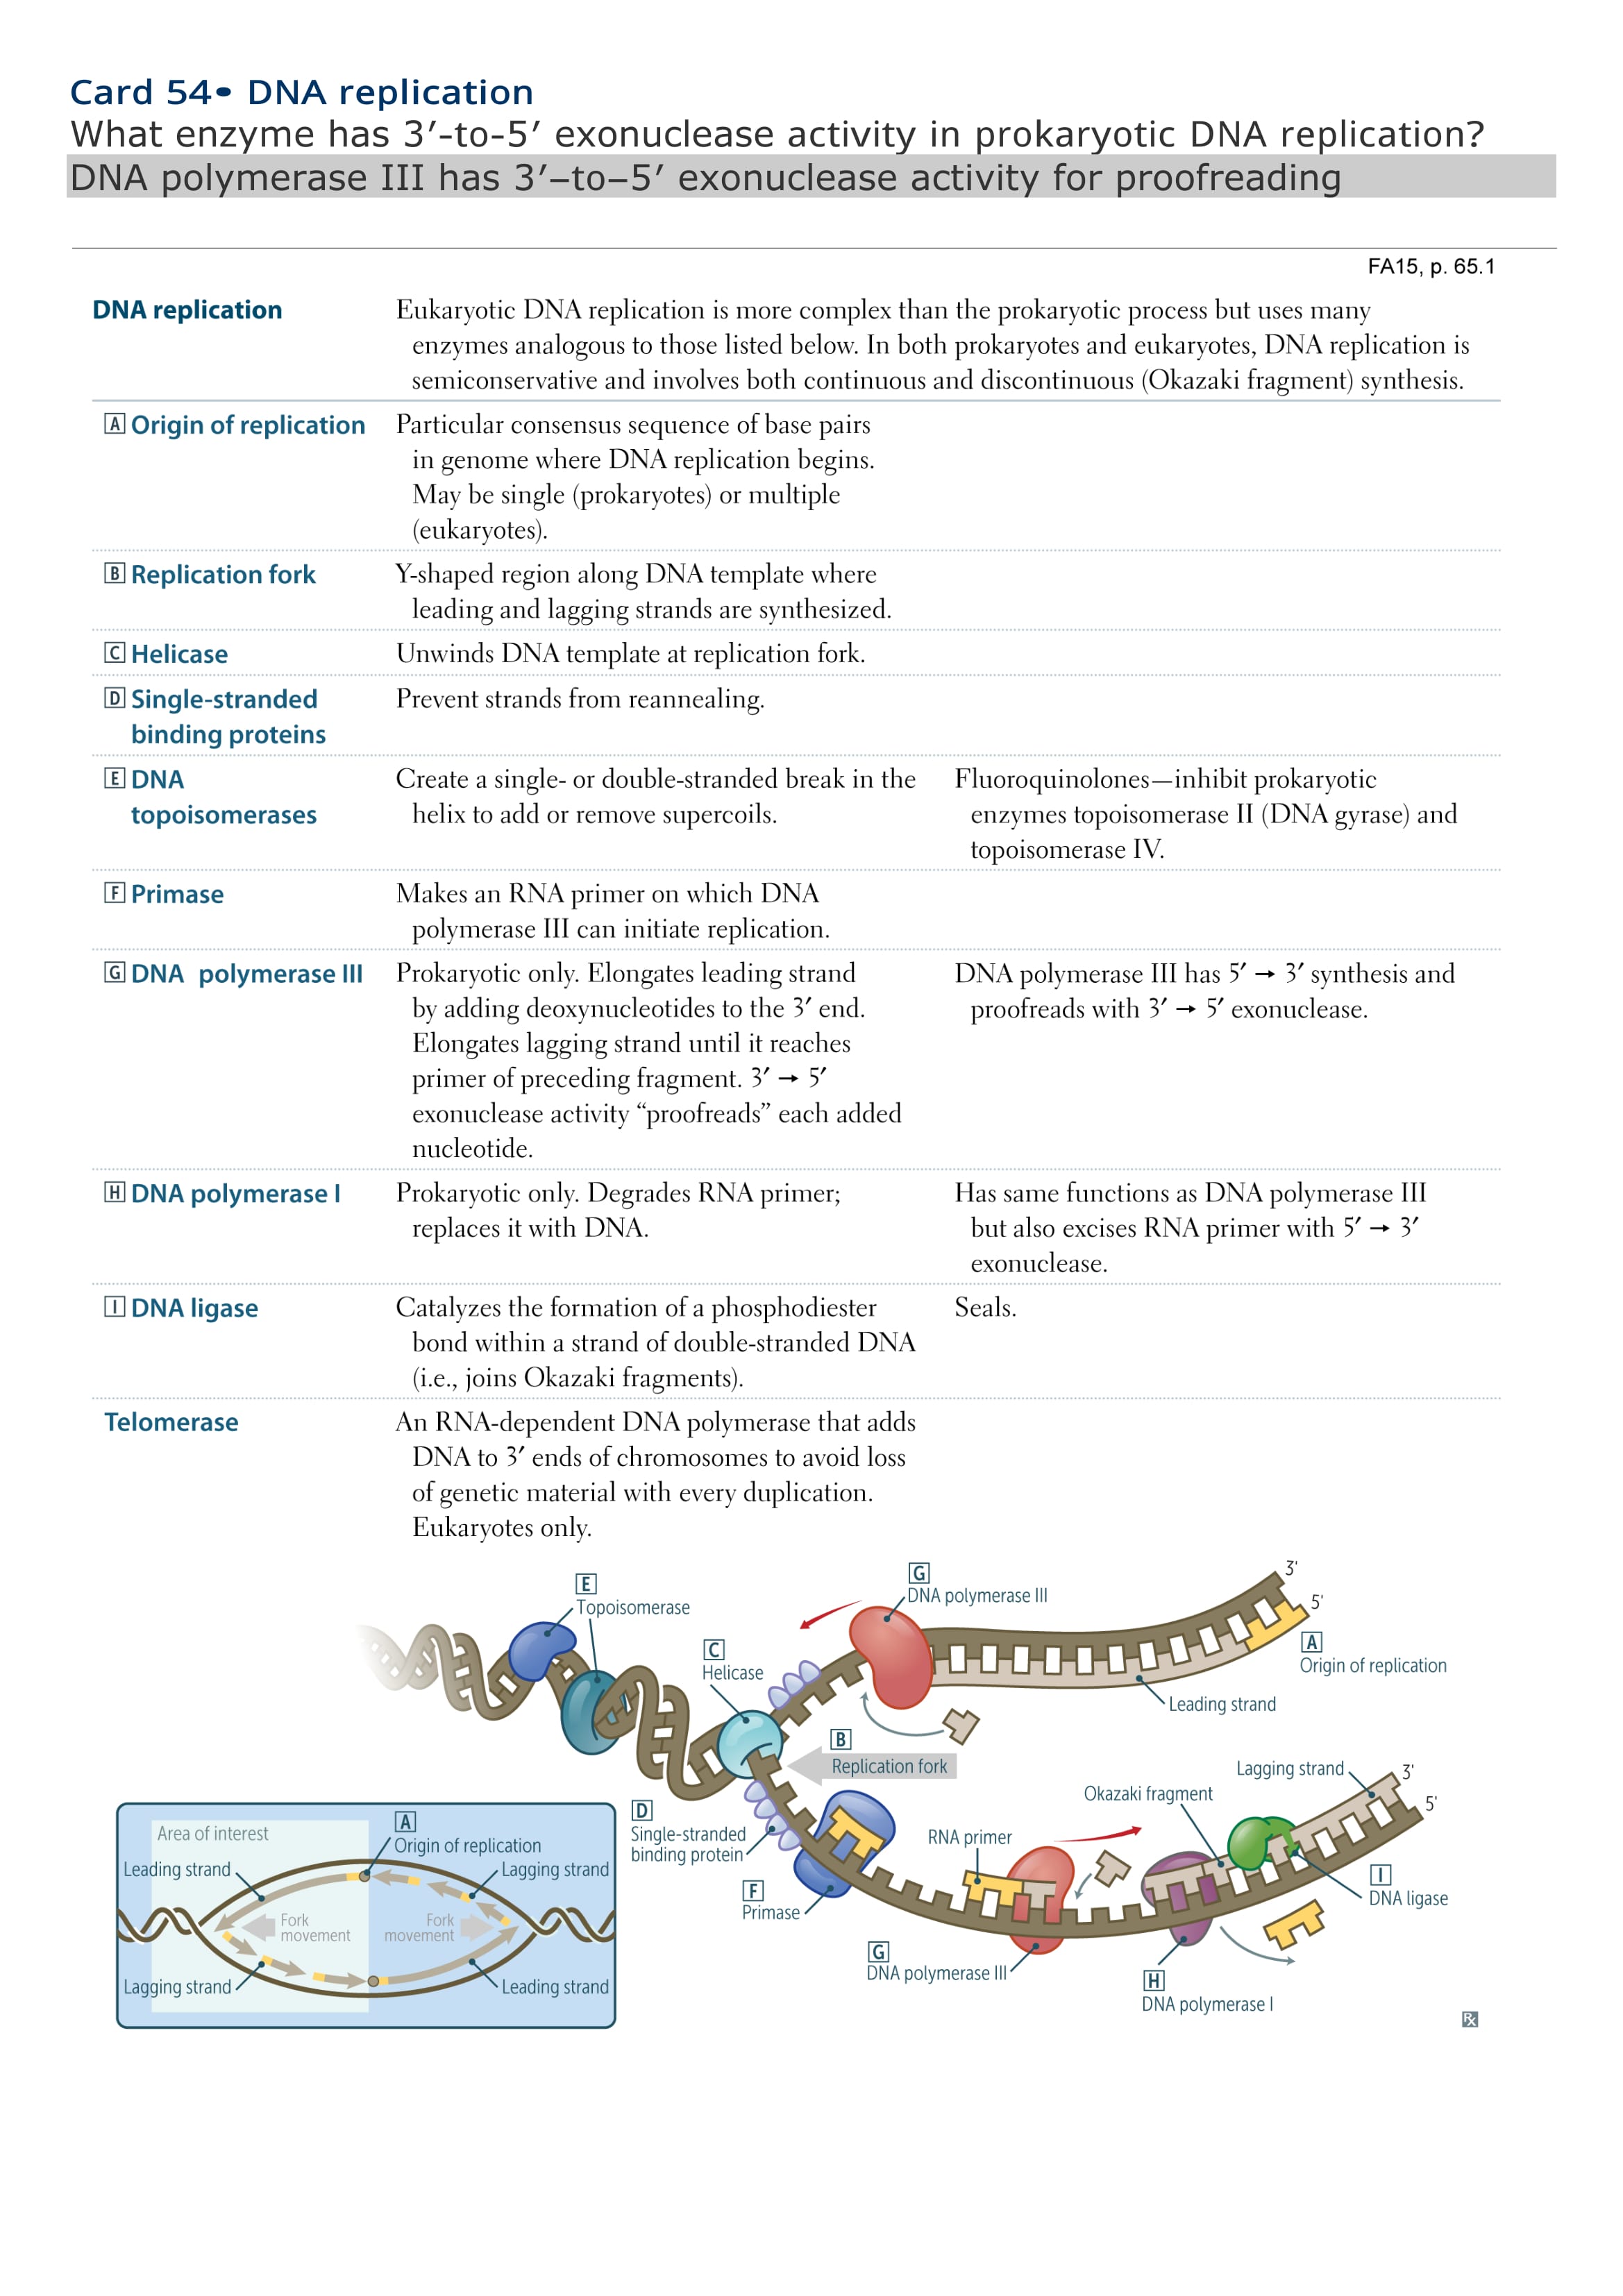 Card 54• DNA replication
What enzyme has 3′-to-5′ exonuclease activity in prokaryotic DNA replication?
DNA polymerase III has 3′–to–5′ exonuclease activity for proofreading
FA15, p. 65.1
DNA replication
Eukaryotic DNA replication is more complex than the prokaryotic process but uses many
enzymes analogous to those listed below. In both prokaryotes and eukaryotes, DNA replication is
semiconservative and involves both continuous and discontinuous (Okazaki fragment) synthesis.
A Origin of replication
Particular consensus sequence of base pairs
in genome where DNA replication begins.
May be single (prokaryotes) or multiple
(eukaryotes).
B Replication fork
Y-shaped region along DNA template where
leading and lagging strands are synthesized.
C Helicase
Unwinds DNA template at replication fork.
D Single-stranded
binding proteins
Prevent strands from reannealing.
E DNA
topoisomerases
Create a single- or double-stranded break in the
helix to add or remove supercoils.
Fluoroquinolones—inhibit prokaryotic
enzymes topoisomerase II (DNA gyrase) and
topoisomerase IV.
F Primase
Makes an RNA primer on which DNA
polymerase III can initiate replication.
G DNA polymerase III
Prokaryotic only. Elongates leading strand
by adding deoxynucleotides to the 3′ end.
Elongates lagging strand until it reaches
primer of preceding fragment. 3′ → 5′
exonuclease activity “proofreads” each added
nucleotide.
DNA polymerase III has 5′ → 3′ synthesis and
proofreads with 3′ → 5′ exonuclease.
H DNA polymerase I
Prokaryotic only. Degrades RNA primer;
replaces it with DNA.
Has same functions as DNA polymerase III
but also excises RNA primer with 5′ → 3′
exonuclease.
I DNA ligase
Catalyzes the formation of a phosphodiester
bond within a strand of double-stranded DNA
(i.e., joins Okazaki fragments).
Seals.
Telomerase
An RNA-dependent DNA polymerase that adds
DNA to 3′ ends of chromosomes to avoid loss
of genetic material with every duplication.
Eukaryotes only.
E
Topoisomerase
G
DNA polymerase III
3'
5'
A
Origin of replication
C
Helicase
Leading strand
B
Replication fork
Lagging strand
3'
5'
Okazaki fragment
D
Single-stranded
binding protein
RNA primer
F
Primase
I
DNA ligase
G
DNA polymerase III
H
DNA polymerase I
Area of interest
A
Origin of replication
Leading strand
Lagging strand
Fork
movement
Fork
movement
Lagging strand
Leading strand
Rx